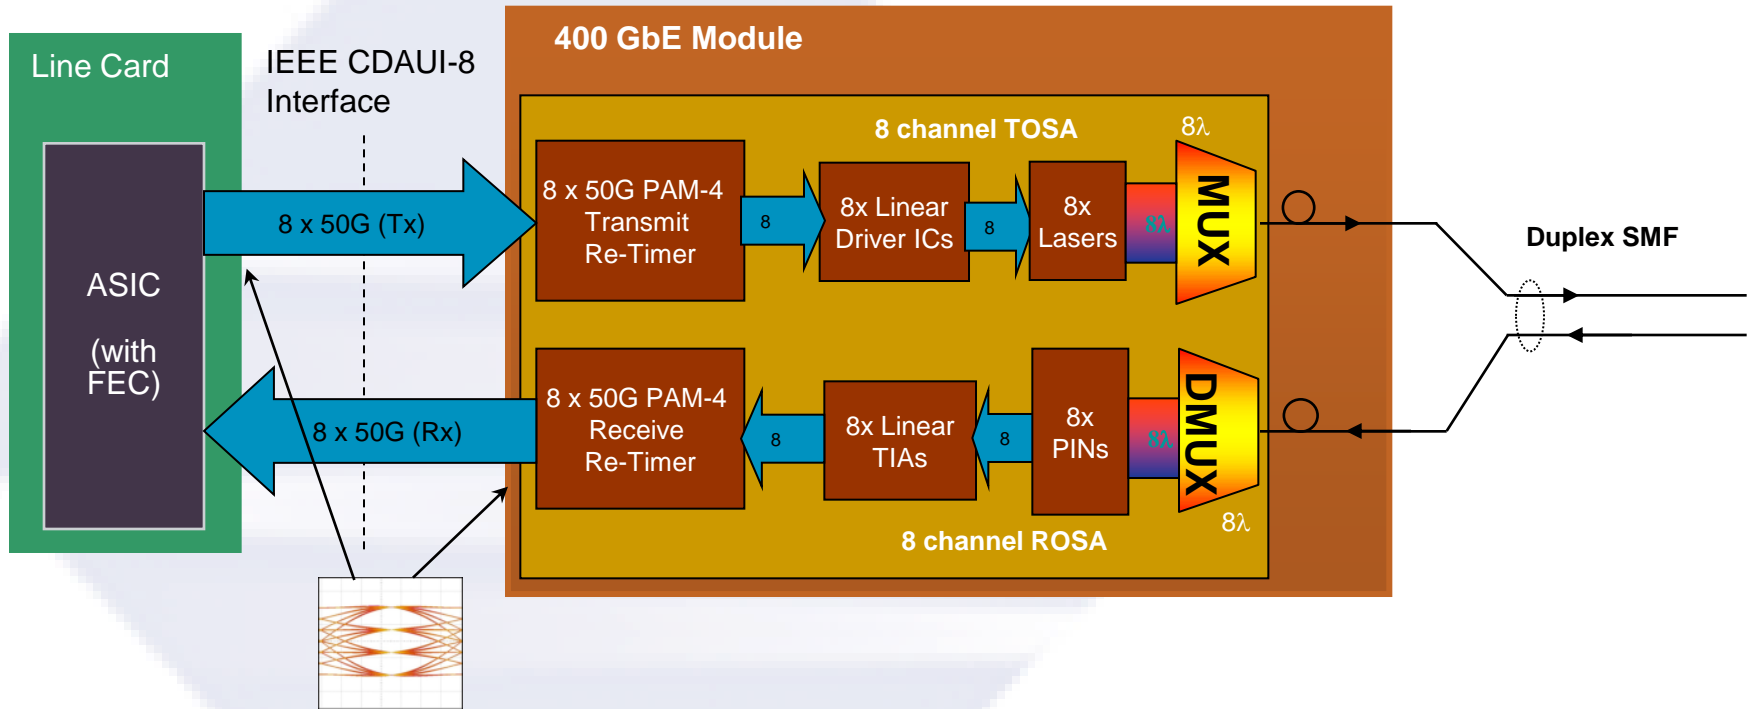 Line Card
IEEE CDAUI-8
Interface
400 GbE Module
ASIC
(with
FEC)
8 x 50G (Tx)
8 x 50G (Rx)
8 channel TOSA
8λ
8 x 50G PAM-4
Transmit
Re-Timer
8
8x Linear
Driver ICs
8
8x
Lasers
8λ
MUX
Duplex SMF
8 x 50G PAM-4
Receive
Re-Timer
8
8x Linear
TIAs
8
8x
PINs
8λ
DMUX
8λ
8 channel ROSA